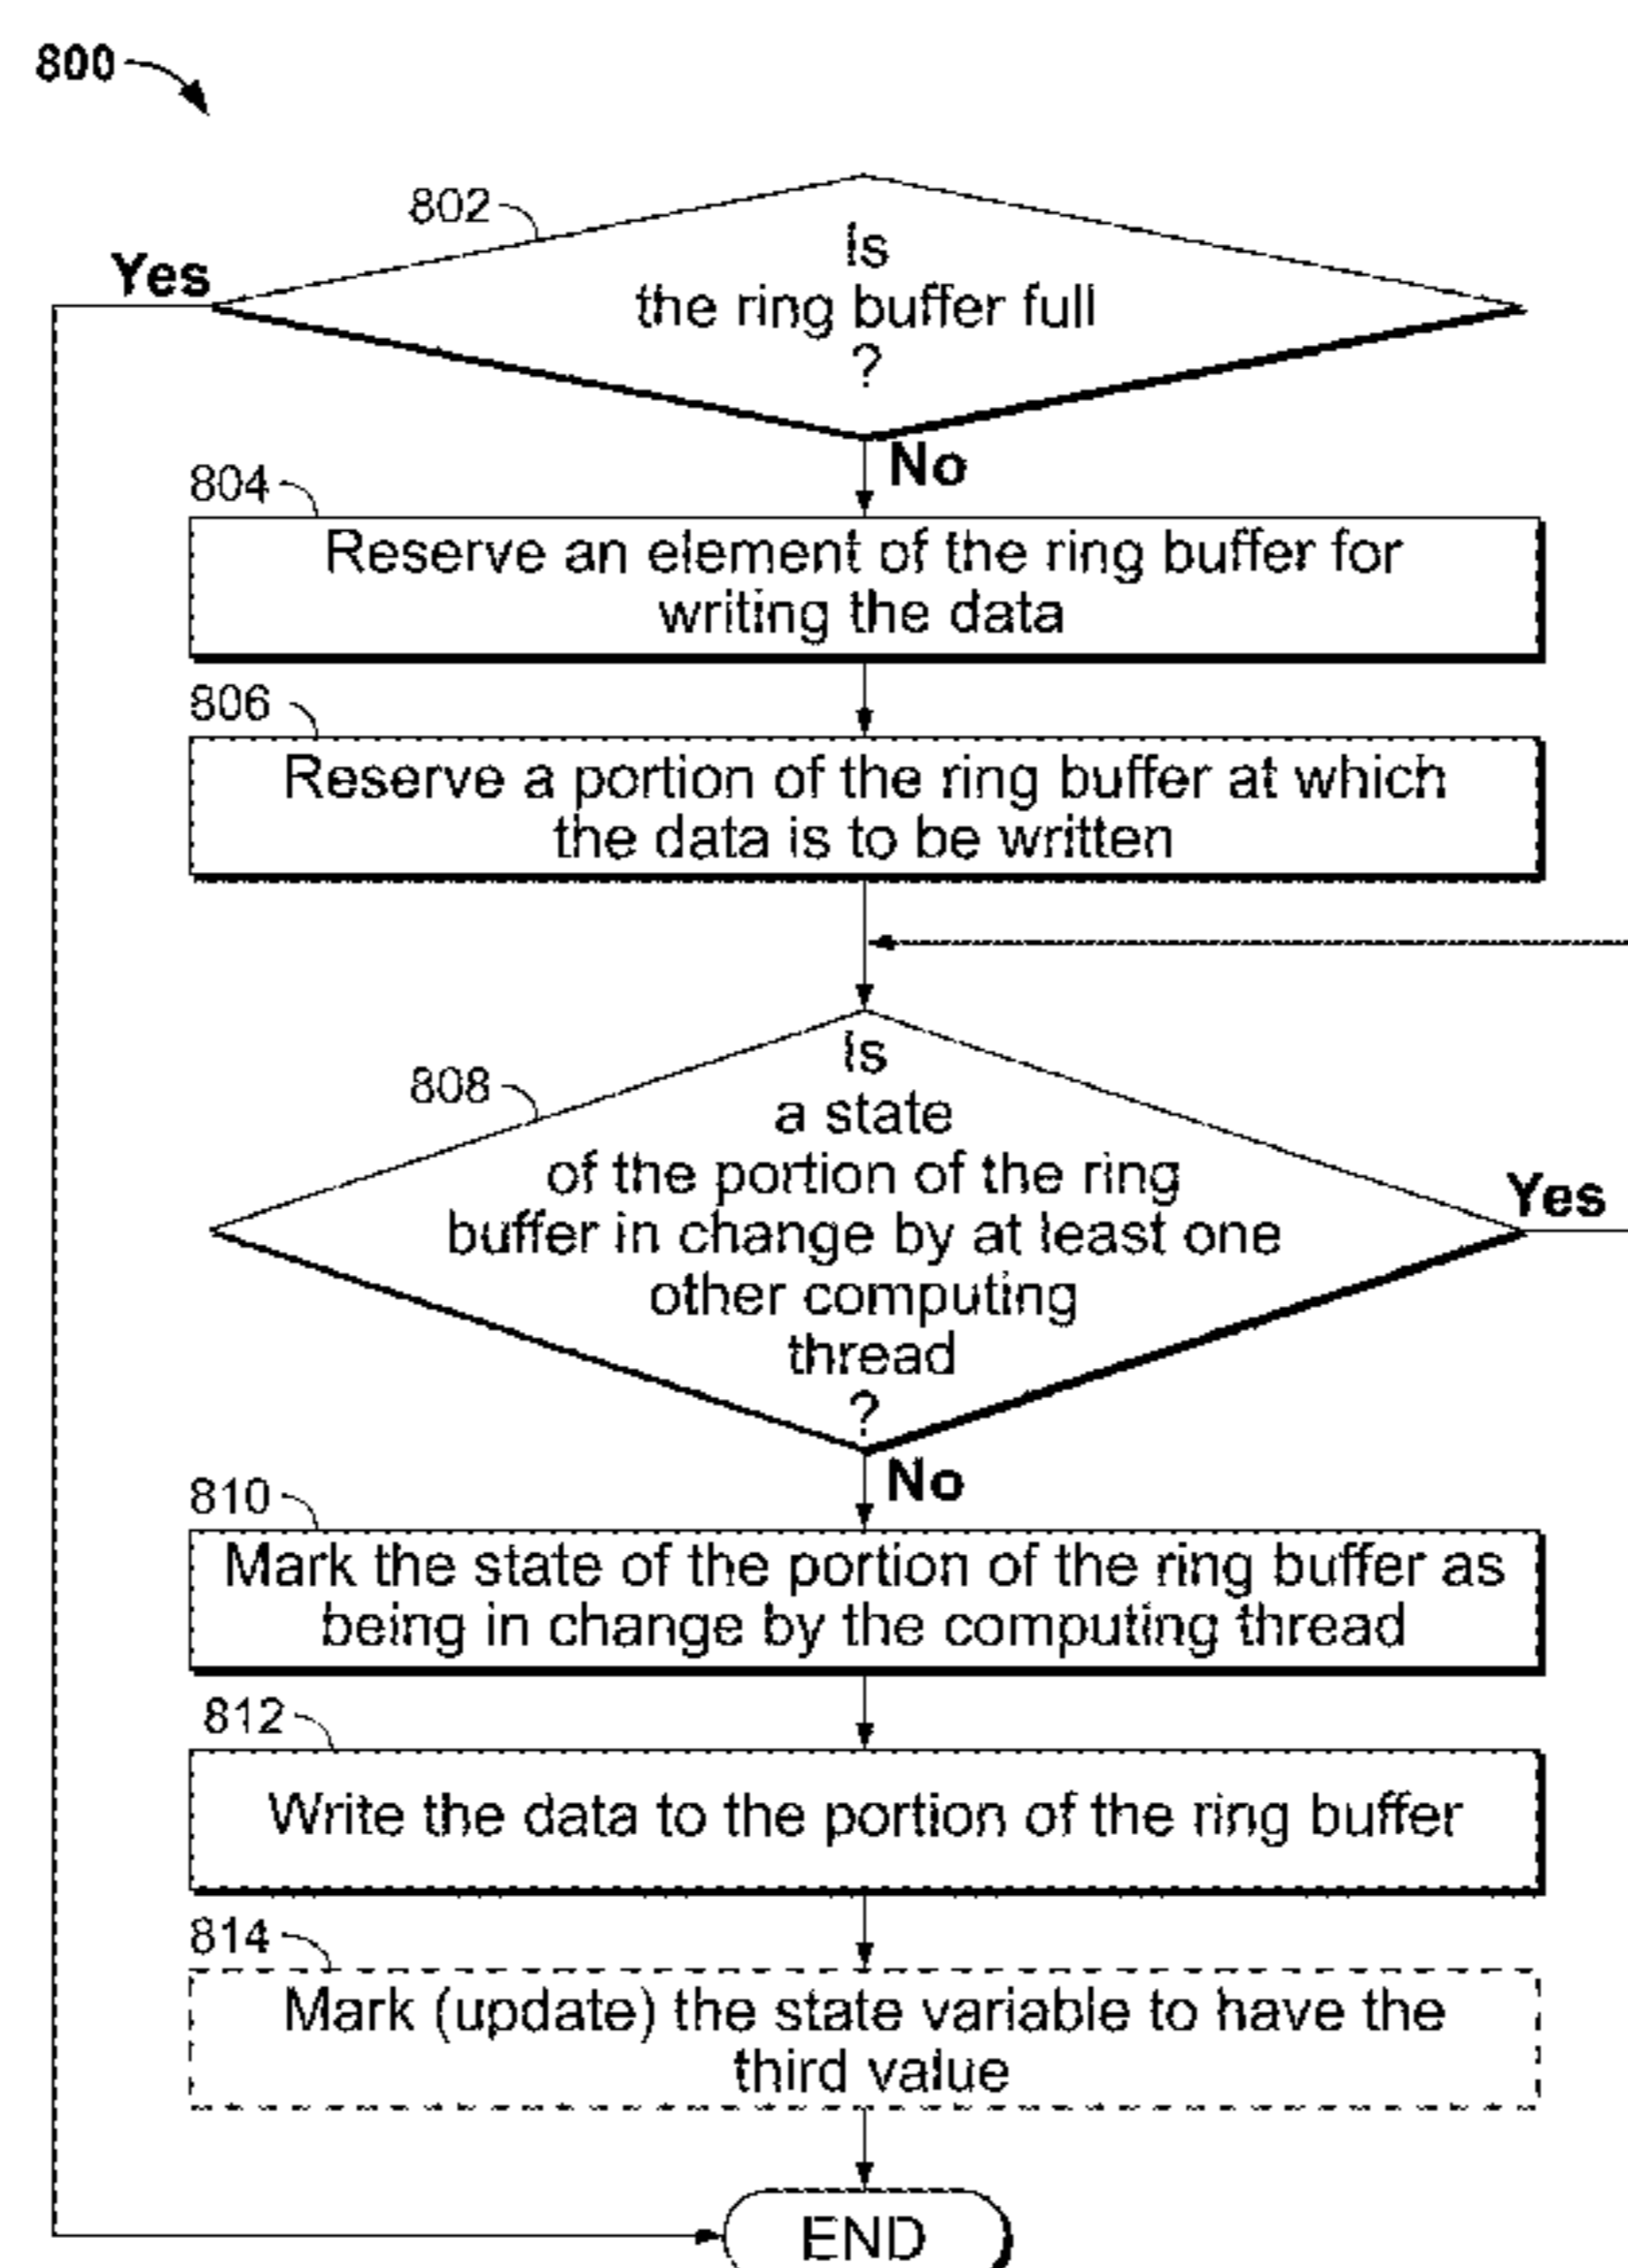 800
802
Yes
Is
the ring buffer full
?
No
804
Reserve an element of the ring buffer for
writing the data
806
Reserve a portion of the ring buffer at which
the data is to be written
808
Is
a state
of the portion of the ring
buffer in change by at least one
other computing
thread
?
Yes
No
810
Mark the state of the portion of the ring buffer as
being in change by the computing thread
812
Write the data to the portion of the ring buffer
814
Mark (update) the state variable to have the
third value
END